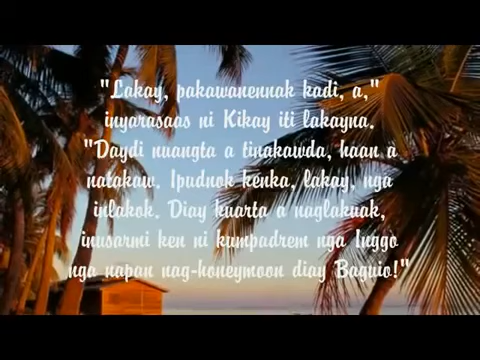 "Lakay, pakawanennak kadi, a,"
inyarasaas ni Kikay iti lakayna.
"Daydi nuangta a tinakawda, haan a
natakaw. Ipudnok kenka, lakay, nga
inlakok. Diay kuarta a naglakuak,
inusarmi ken ni kumpadrem nga Inggo
nga napan nag-honeymoon diay Baguio!"